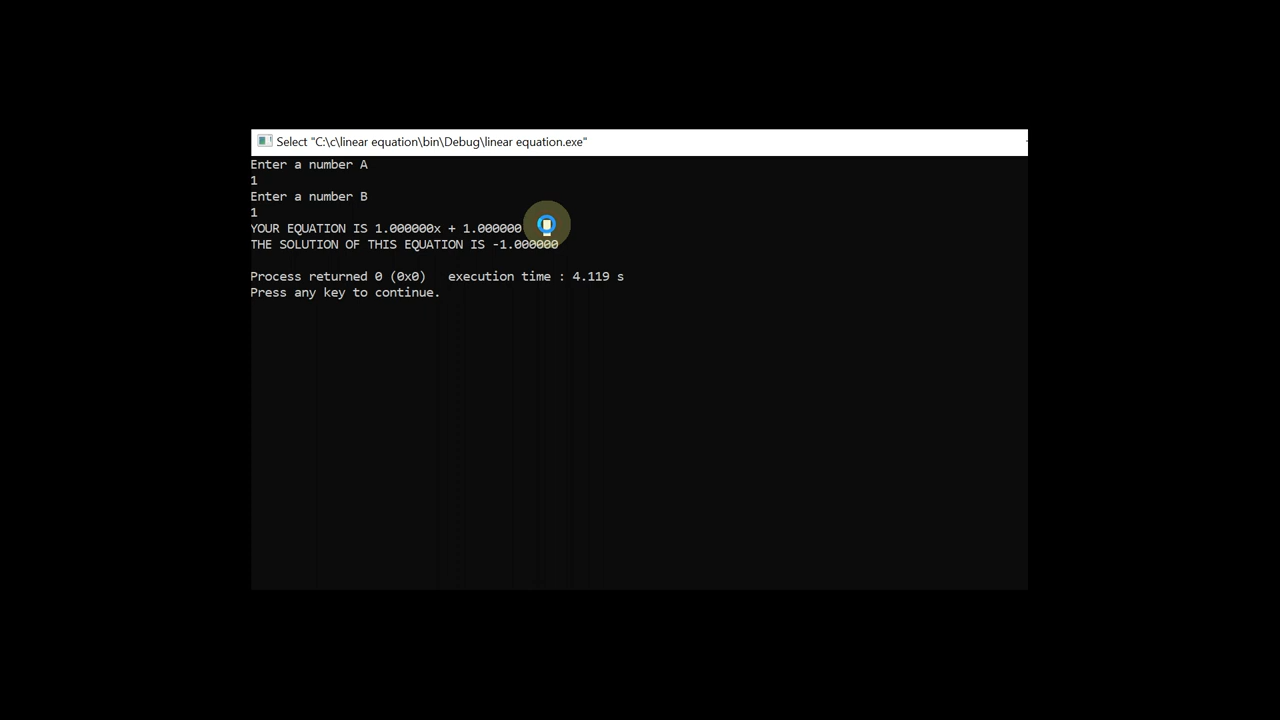 Select "C:\c\linear equation\bin\Debug\linear equation.exe"
Enter a number A
1
Enter a number B
1
YOUR EQUATION IS 1.000000x + 1.000000
THE SOLUTION OF THIS EQUATION IS -1.000000
Process returned 0 (0x0)   execution time : 4.119 s
Press any key to continue.